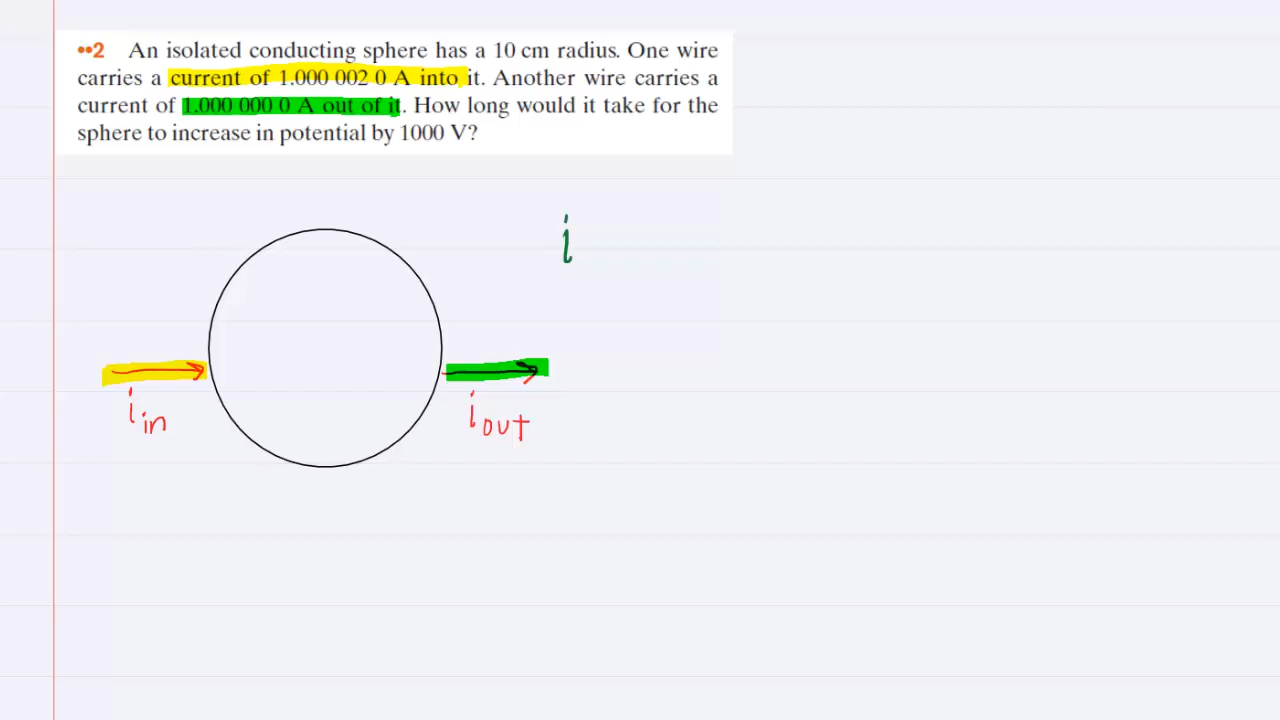 ••2 An isolated conducting sphere has a 10 cm radius. One wire
carries a current of 1.000 002 0 A into it. Another wire carries a
current of 1.000 000 0 A out of it. How long would it take for the
sphere to increase in potential by 1000 V?
i
i in
i out